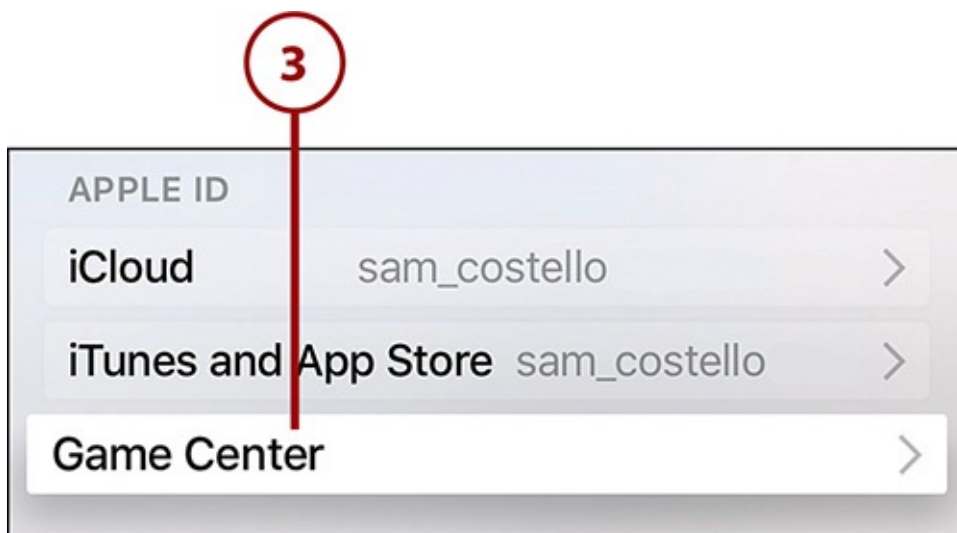 3
APPLE ID
iCloud sam_costello
iTunes and App Store sam_costello
Game Center